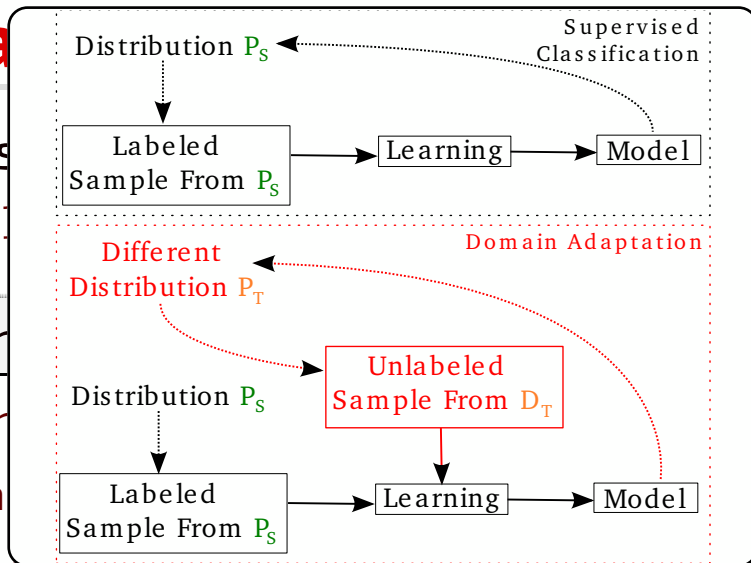 Supervised
Classification
Distribution P_S
Labeled
Sample From P_S
Learning
Model
Domain Adaptation
Different
Distribution P_T
Unlabeled
Sample From D_T
Distribution P_S
Labeled
Sample From P_S
Learning
Model